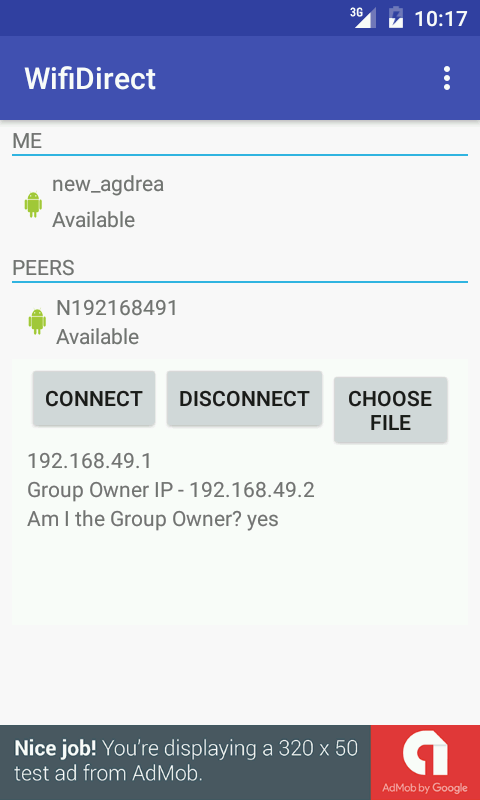 3G 10:17
WifiDirect
ME
new_agdrea
Available
PEERS
N192168491
Available
CONNECT DISCONNECT CHOOSE
FILE
192.168.49.1
Group Owner IP - 192.168.49.2
Am I the Group Owner? yes
Nice job! You're displaying a 320 x 50
test ad from AdMob.
AdMob by Google